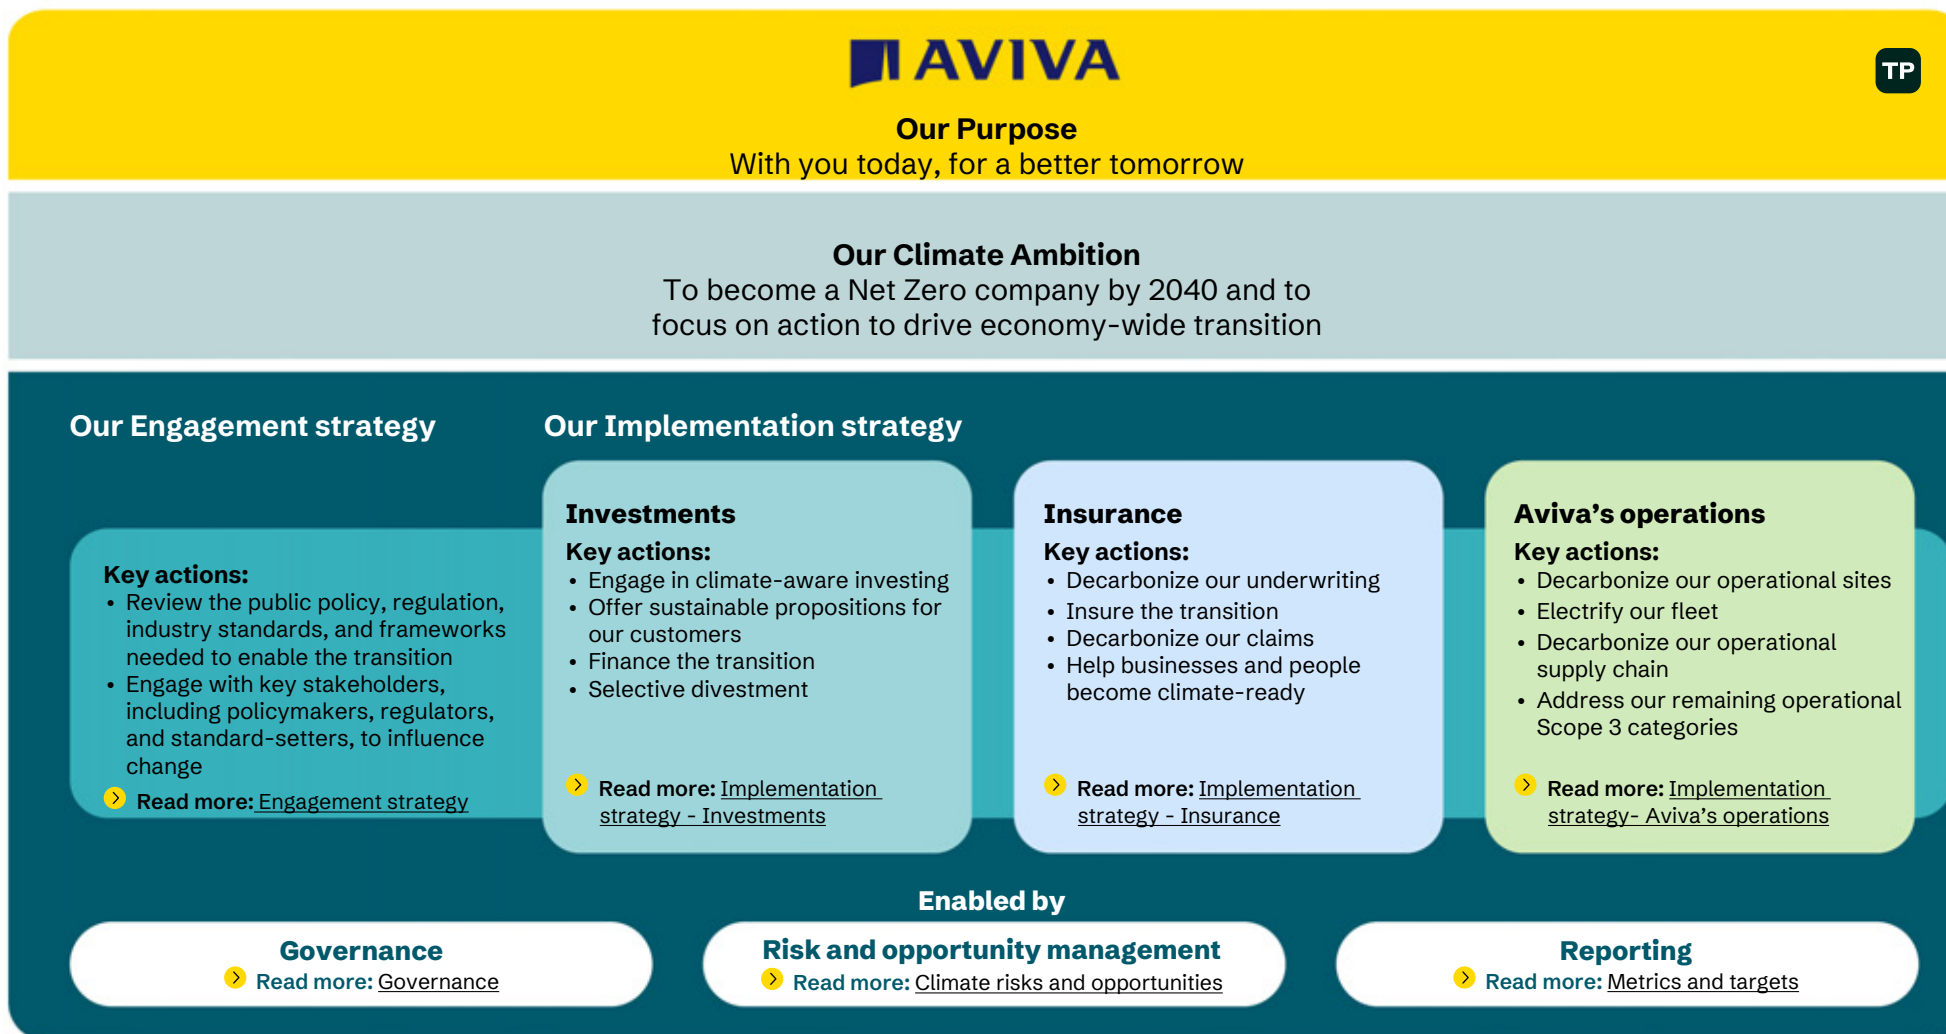 AVIVA
TP
Our Purpose
With you today, for a better tomorrow
Our Climate Ambition
To become a Net Zero company by 2040 and to
focus on action to drive economy-wide transition
Our Engagement strategy
Key actions:
• Review the public policy, regulation,
industry standards, and frameworks
needed to enable the transition
• Engage with key stakeholders,
including policymakers, regulators,
and standard-setters, to influence
change
Read more: Engagement strategy
Our Implementation strategy
Investments
Key actions:
• Engage in climate-aware investing
• Offer sustainable propositions for
our customers
• Finance the transition
• Selective divestment
Read more: Implementation
strategy - Investments
Insurance
Key actions:
• Decarbonize our underwriting
• Insure the transition
• Decarbonize our claims
• Help businesses and people
become climate-ready
Read more: Implementation
strategy - Insurance
Aviva's operations
Key actions:
• Decarbonize our operational sites
• Electrify our fleet
• Decarbonize our operational
supply chain
• Address our remaining operational
Scope 3 categories
Read more: Implementation
strategy- Aviva's operations
Enabled by
Governance
Read more: Governance
Risk and opportunity management
Read more: Climate risks and opportunities
Reporting
Read more: Metrics and targets